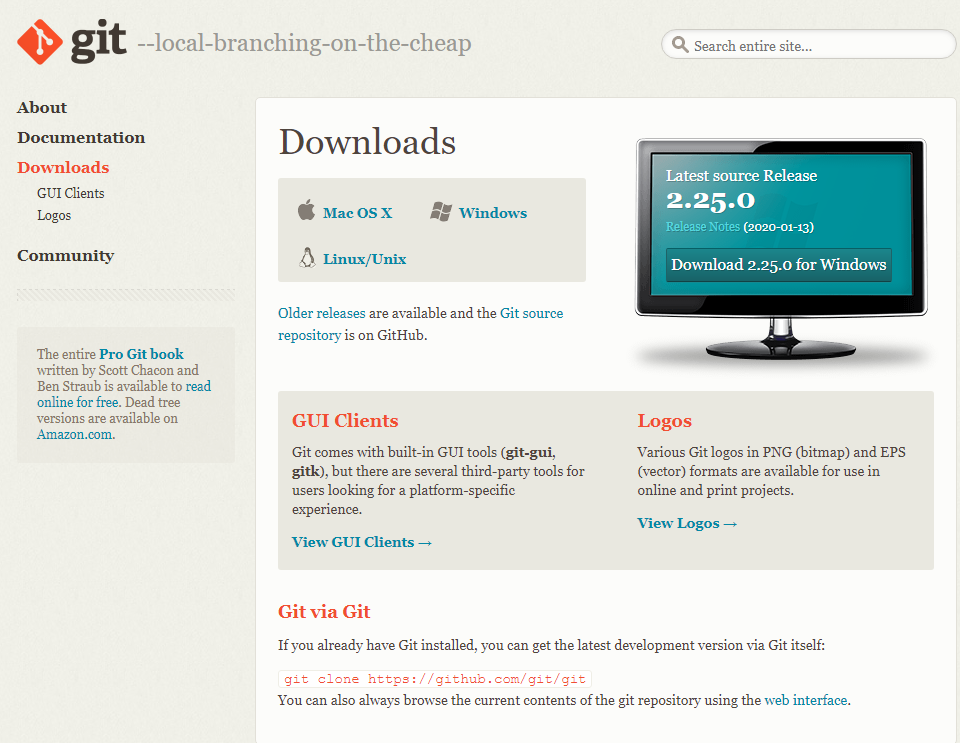 git --local-branching-on-the-cheap
Search entire site...
About
Documentation
Downloads
GUI Clients
Logos
Community
The entire Pro Git book
written by Scott Chacon and
Ben Straub is available to read
online for free. Dead tree
versions are available on
Amazon.com.
Downloads
Mac OS X
Windows
Linux/Unix
Older releases are available and the Git source
repository is on GitHub.
Latest source Release
2.25.0
Release Notes (2020-01-13)
Download 2.25.0 for Windows
GUI Clients
Git comes with built-in GUI tools (git-gui,
gitk), but there are several third-party tools for
users looking for a platform-specific
experience.
View GUI Clients →
Logos
Various Git logos in PNG (bitmap) and EPS
(vector) formats are available for use in
online and print projects.
View Logos →
Git via Git
If you already have Git installed, you can get the latest development version via Git itself:
git clone https://github.com/git/git
You can also always browse the current contents of the git repository using the web interface.